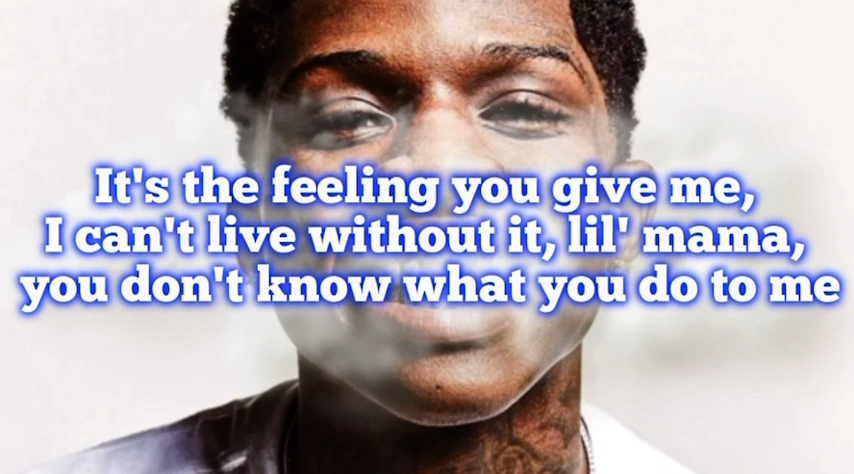 It's the feeling you give me,
I can't live without it, lil' mama,
you don't know what you do to me